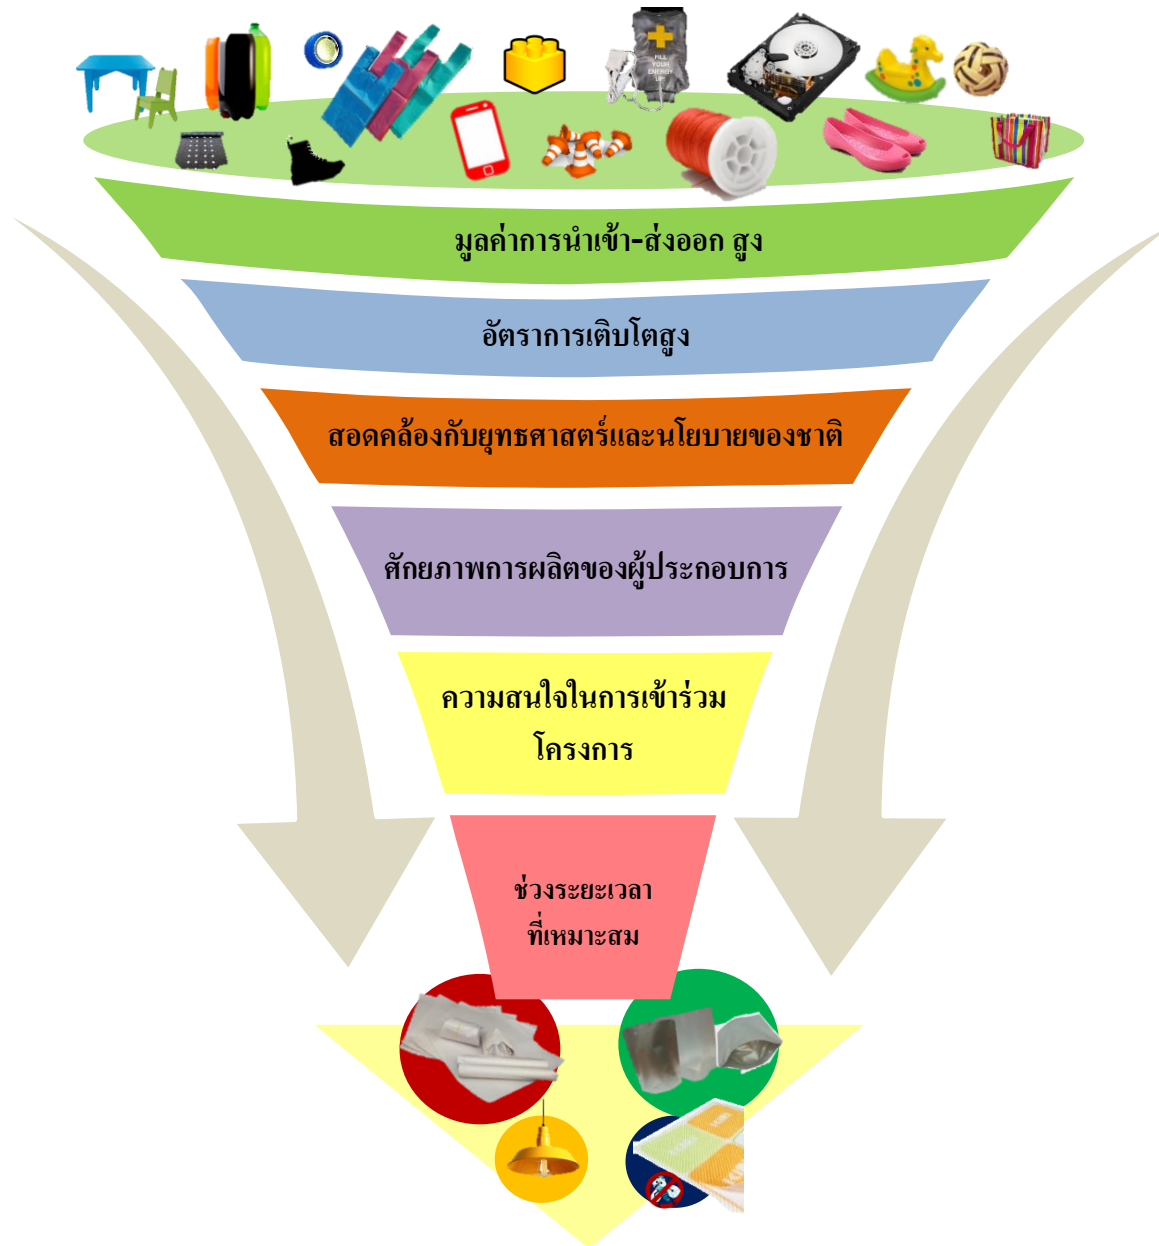 FILL
YOUR
ENERGY
UP!
มูลค่าการนำเข้า-ส่งออก สูง
อัตราการเติบโตสูง
สอดคล้องกับยุทธศาสตร์และนโยบายของชาติ
ศักยภาพการผลิตของผู้ประกอบการ
ความสนใจในการเข้าร่วม
โครงการ
ช่วงระยะเวลา
ที่เหมาะสม